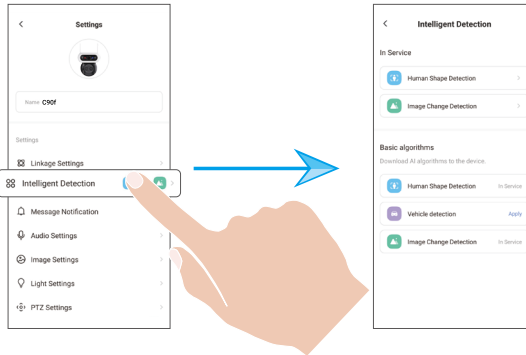 Settings
Name C90f
Settings
Linkage Settings
Intelligent Detection
Message Notification
Audio Settings
Image Settings
Light Settings
PTZ Settings
Intelligent Detection
In Service
Human Shape Detection
Image Change Detection
Basic algorithms
Download AI algorithms to the device.
Human Shape Detection In Service
Vehicle detection Apply
Image Change Detection In Service